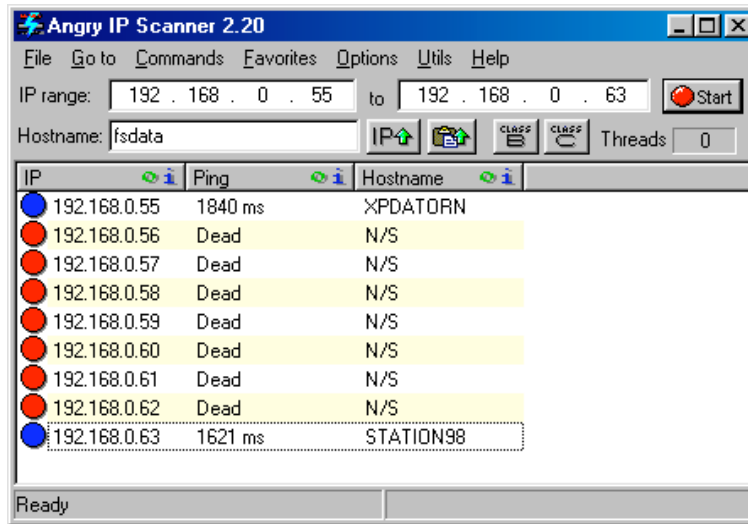 Angry IP Scanner 2.20
File Go to Commands Favorites Options Utils Help
IP range: 192 . 168 . 0 . 55 to 192 . 168 . 0 . 63 Start
Hostname: fsdata IP CLASS B CLASS C Threads 0
IP Ping Hostname
192.168.0.55 1840 ms XPDATORN
192.168.0.56 Dead N/S
192.168.0.57 Dead N/S
192.168.0.58 Dead N/S
192.168.0.59 Dead N/S
192.168.0.60 Dead N/S
192.168.0.61 Dead N/S
192.168.0.62 Dead N/S
192.168.0.63 1621 ms STATION98
Ready